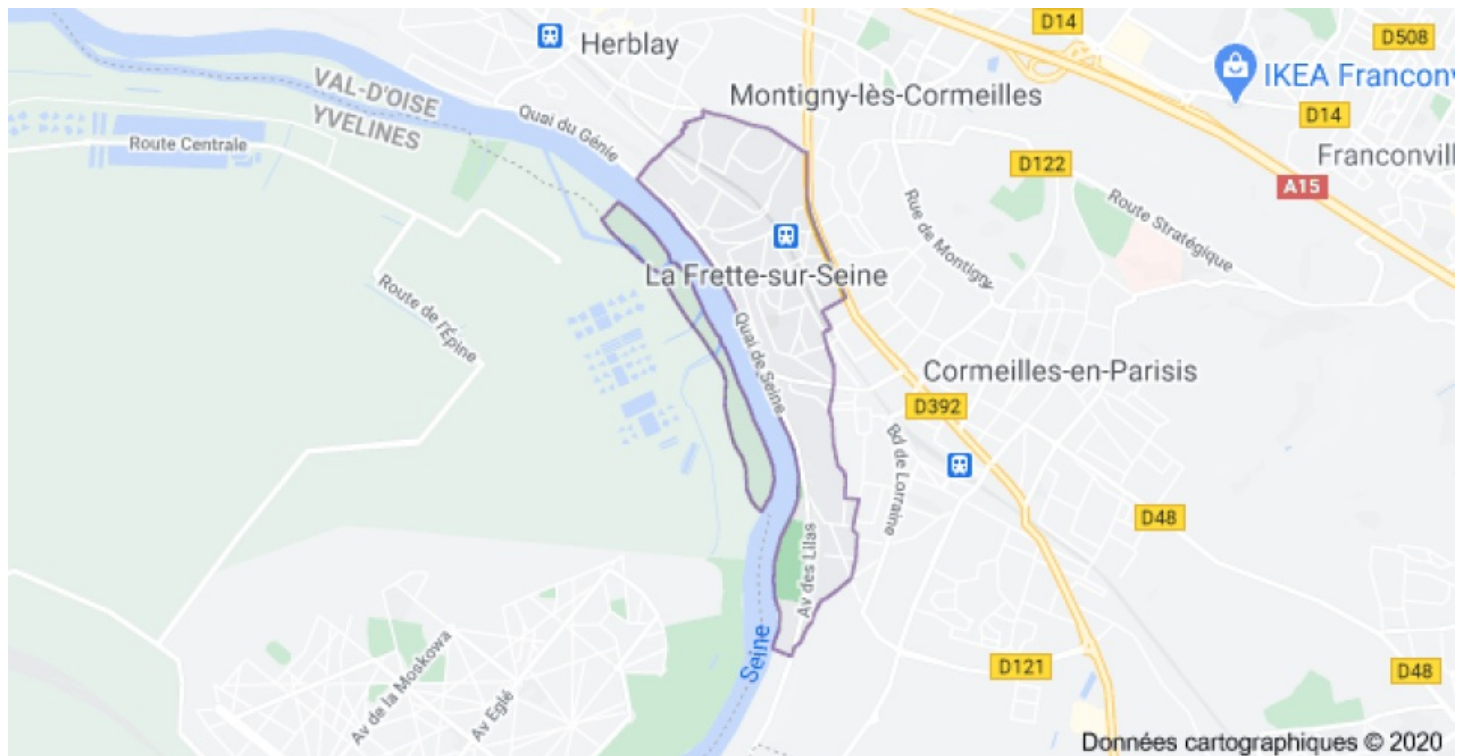 D14
D508
Herblay
IKEA Franconv
VAL-D'OISE
YVELINES
Montigny-lès-Cormeilles
Quai du Génie
D14
Route Centrale
D122
Franconvill
A15
Rue de Montigny
Route Stratégique
La Frette-sur-Seine
Route de l'Épine
Quai de Seine
Cormeilles-en-Parisis
D392
Bd de Lorraine
D48
Av des Lilas
Seine
Av de la Moskowa
Av Eglé
D121
D48
Données cartographiques © 2020